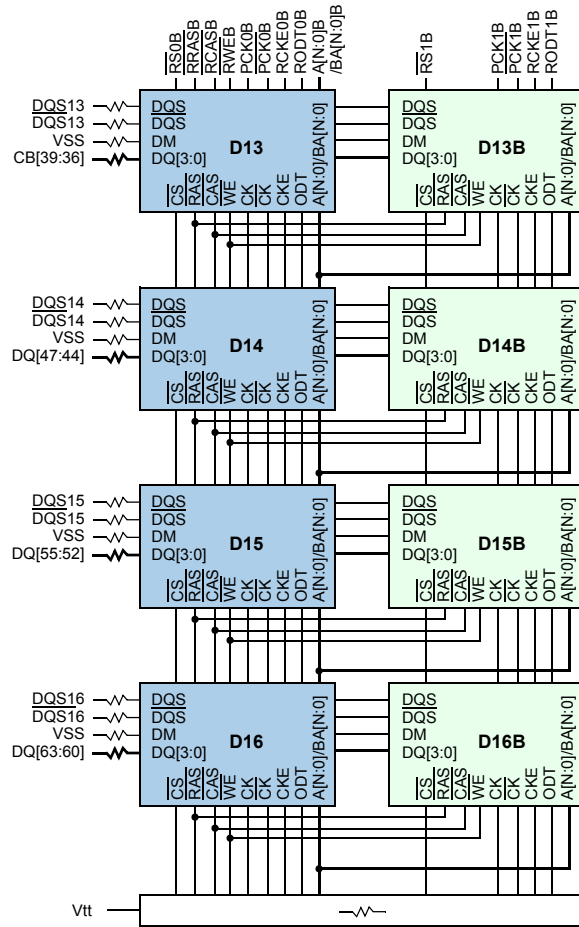 RS0B RRASB RCASB RWEB PCK0B PCK0B RCKE0B RODT0B A[N:0]B /BA[N:0]B RS1B PCK1B PCK1B RCKE1B RODT1B
DQS13
DQS13
VSS
CB[39:36]
DQS
DQS
DM
DQ[3:0]
D13
CS RAS CAS WE CK CK CKE ODT A[N:0]/BA[N:0]
DQS
DQS
DM
DQ[3:0]
D13B
CS RAS CAS WE CK CK CKE ODT A[N:0]/BA[N:0]
DQS14
DQS14
VSS
DQ[47:44]
DQS
DQS
DM
DQ[3:0]
D14
CS RAS CAS WE CK CK CKE ODT A[N:0]/BA[N:0]
DQS
DQS
DM
DQ[3:0]
D14B
CS RAS CAS WE CK CK CKE ODT A[N:0]/BA[N:0]
DQS15
DQS15
VSS
DQ[55:52]
DQS
DQS
DM
DQ[3:0]
D15
CS RAS CAS WE CK CK CKE ODT A[N:0]/BA[N:0]
DQS
DQS
DM
DQ[3:0]
D15B
CS RAS CAS WE CK CK CKE ODT A[N:0]/BA[N:0]
DQS16
DQS16
VSS
DQ[63:60]
DQS
DQS
DM
DQ[3:0]
D16
CS RAS CAS WE CK CK CKE ODT A[N:0]/BA[N:0]
DQS
DQS
DM
DQ[3:0]
D16B
CS RAS CAS WE CK CK CKE ODT A[N:0]/BA[N:0]
Vtt